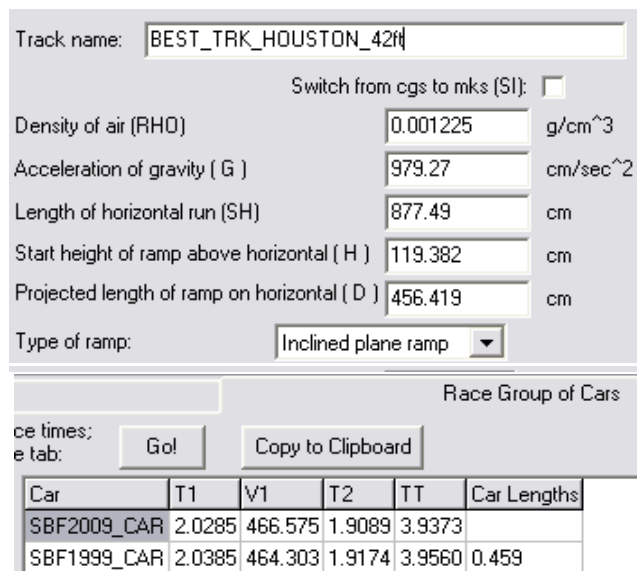 Track name: BEST_TRK_HOUSTON_42ft
Switch from cgs to mks (SI):
Density of air (RHO) 0.001225 g/cm^3
Acceleration of gravity ( G ) 979.27 cm/sec^2
Length of horizontal run (SH) 877.49 cm
Start height of ramp above horizontal ( H ) 119.382 cm
Projected length of ramp on horizontal ( D ) 456.419 cm
Type of ramp: Inclined plane ramp
Race Group of Cars
ce times;
e tab: Go! Copy to Clipboard
Car T1 V1 T2 TT Car Lengths
SBF2009_CAR 2.0285 466.575 1.9089 3.9373
SBF1999_CAR 2.0385 464.303 1.9174 3.9560 0.459